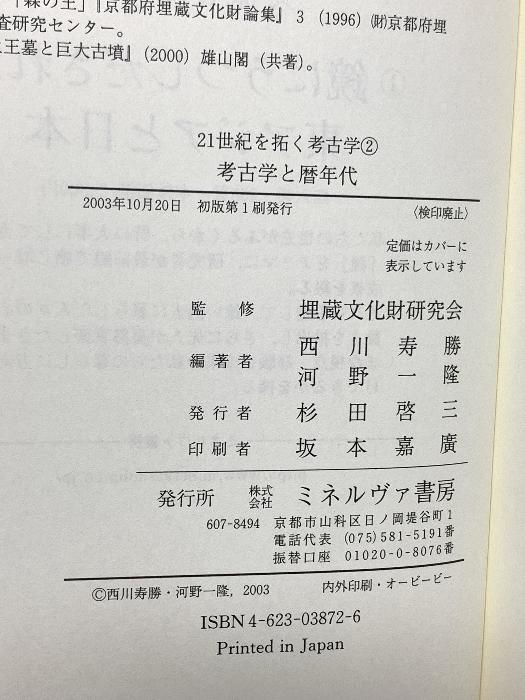 「森の王」『京都府埋蔵文化財論集』3 (1996) ㈶京都府埋
査研究センター。
王墓と巨大古墳』(2000) 雄山閣 (共著)。
21世紀を拓く考古学②
考古学と暦年代
2003年10月20日 初版第1刷発行 〈検印廃止〉
定価はカバーに
表示しています
監修 埋蔵文化財研究会
編著者 西川寿勝
河野一隆
発行者 杉田啓三
印刷者 坂本嘉廣
発行所 株式会社 ミネルヴァ書房
607-8494 京都市山科区日ノ岡堤谷町1
電話代表 (075)581-5191番
振替口座 01020-0-8076番
©西川寿勝・河野一隆, 2003 内外印刷・オービービー
ISBN4-623-03872-6
Printed in Japan